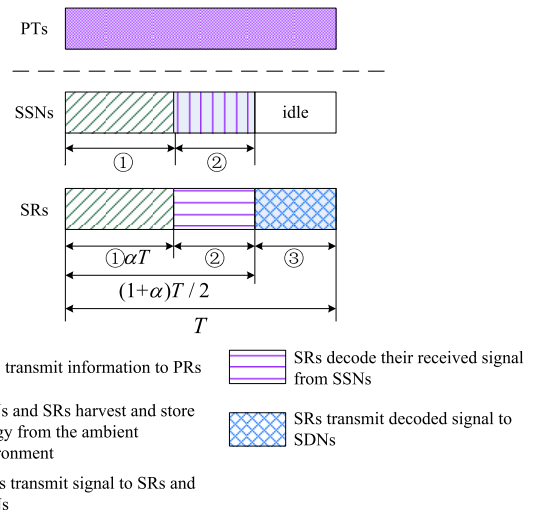 PTs
SSNs
idle
① ②
SRs
①αT ② ③
(1+α)T / 2
T
transmit information to PRs
SRs decode their received signal
from SSNs
and SRs harvest and store
from the ambient
SRs transmit decoded signal to
SDNs
transmit signal to SRs and